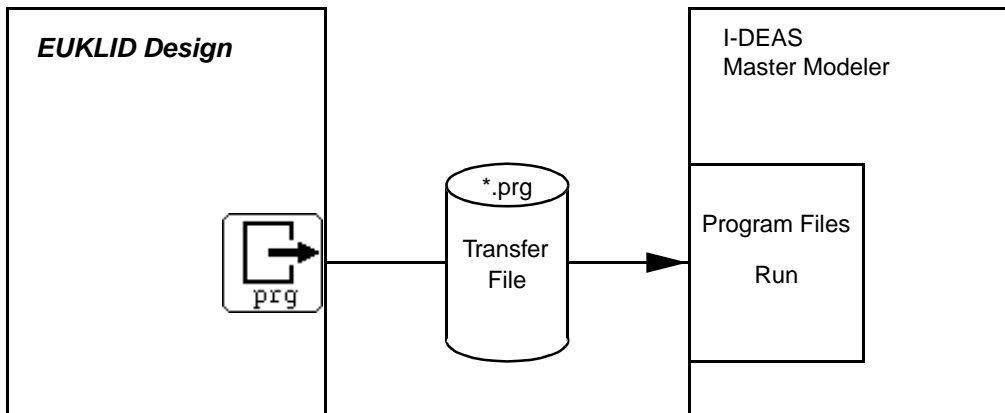 EUKLID Design
prg
*.prg
Transfer
File
I-DEAS
Master Modeler
Program Files
Run